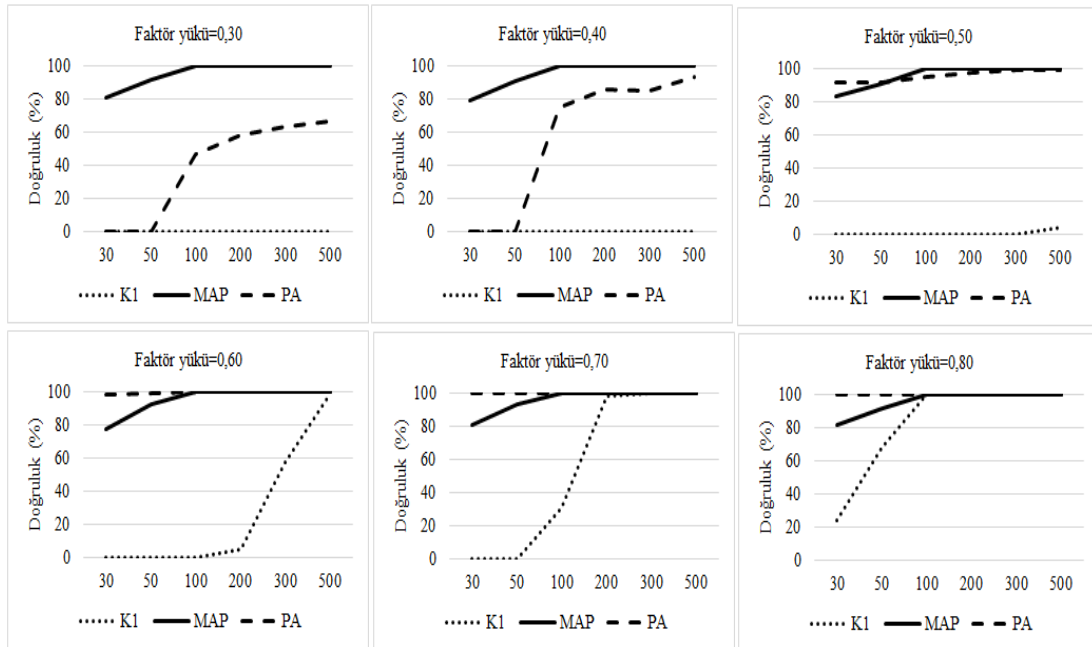 Faktör yükü=0,30
Doğruluk (%)
100
80
60
40
20
0
30 50 100 200 300 500
K1 MAP PA
Faktör yükü=0,40
Doğruluk (%)
100
80
60
40
20
0
30 50 100 200 300 500
K1 MAP PA
Faktör yükü=0,50
Doğruluk (%)
100
80
60
40
20
0
30 50 100 200 300 500
K1 MAP PA
Faktör yükü=0,60
Doğruluk (%)
100
80
60
40
20
0
30 50 100 200 300 500
K1 MAP PA
Faktör yükü=0,70
Doğruluk (%)
100
80
60
40
20
0
30 50 100 200 300 500
K1 MAP PA
Faktör yükü=0,80
Doğruluk (%)
100
80
60
40
20
0
30 50 100 200 300 500
K1 MAP PA